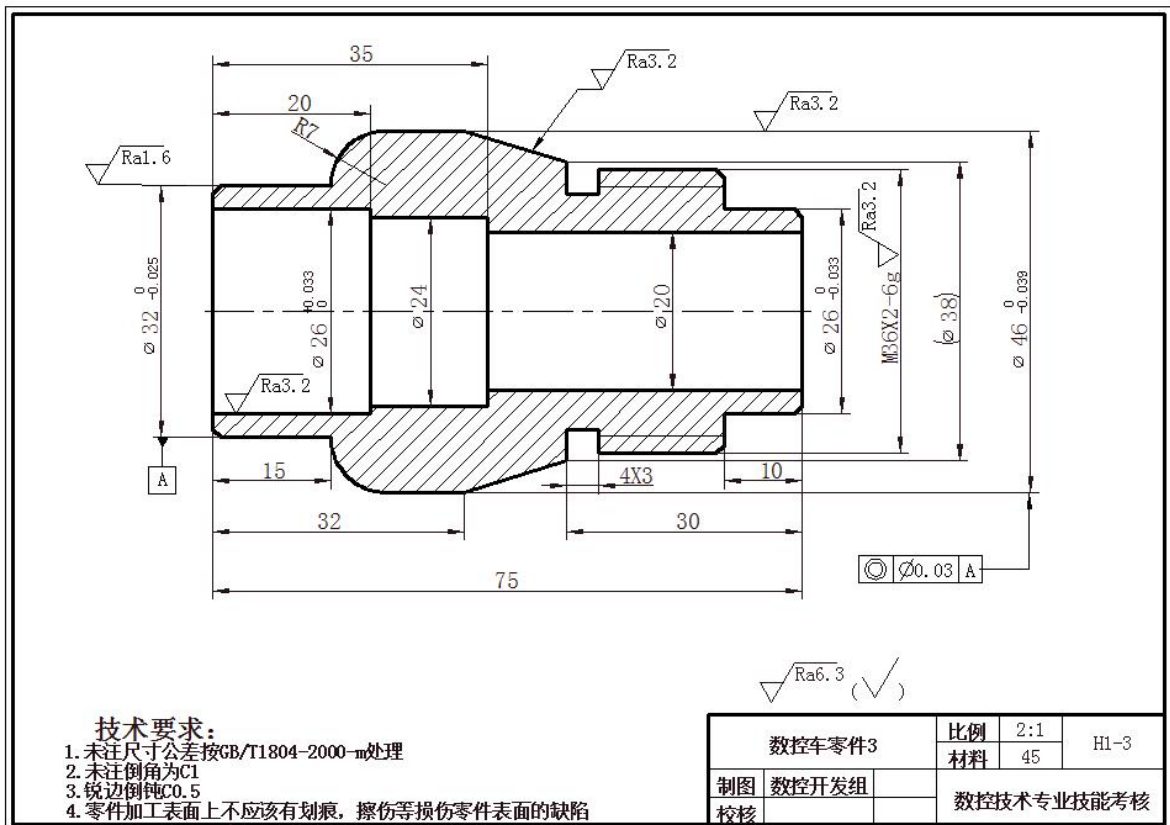 35
20
R7
Ra3.2
Ra3.2
Ra1.6
Ra3.2
Ra3.2
⌀32 0 -0.025
⌀26 +0.033 0
⌀24
⌀20
⌀26 0 -0.033
M36X2-6g
(⌀38)
⌀46 0 -0.039
A
15
4X3
10
32
30
75
◎ ⌀0.03 A
Ra6.3 (√)
技术要求:
1.未注尺寸公差按GB/T1804-2000-m处理
2.未注倒角为C1
3.锐边倒钝C0.5
4.零件加工表面上不应该有划痕,擦伤等损伤零件表面的缺陷
数控车零件3
比例 2:1
材料 45
H1-3
制图 数控开发组
校核
数控技术专业技能考核